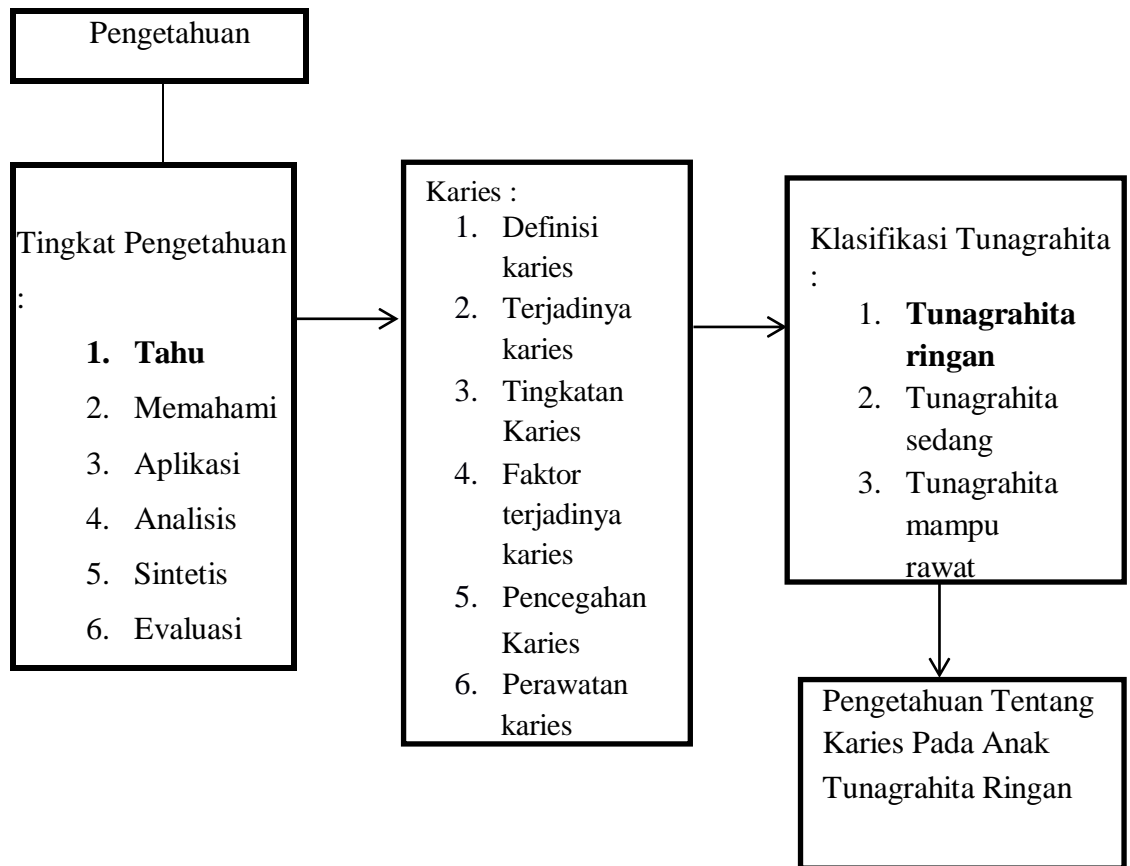 Pengetahuan
Tingkat Pengetahuan
:
1. Tahu
2. Memahami
3. Aplikasi
4. Analisis
5. Sintetis
6. Evaluasi
Karies :
1. Definisi
karies
2. Terjadinya
karies
3. Tingkatan
Karies
4. Faktor
terjadinya
karies
5. Pencegahan
Karies
6. Perawatan
karies
Klasifikasi Tunagrahita
:
1. Tunagrahita
ringan
2. Tunagrahita
sedang
3. Tunagrahita
mampu
rawat
Pengetahuan Tentang
Karies Pada Anak
Tunagrahita Ringan